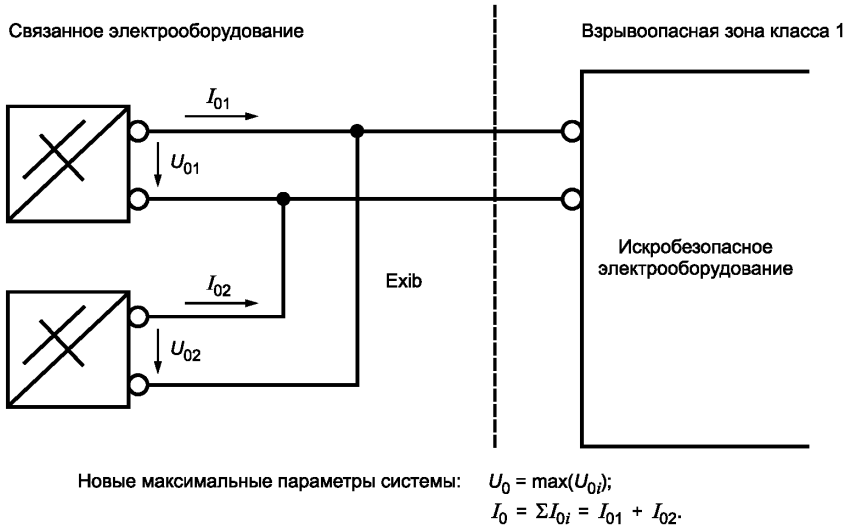 Связанное электрооборудование
Взрывоопасная зона класса 1
I01
U01
Искробезопасное
электрооборудование
I02
Exib
U02
Новые максимальные параметры системы: U0 = max(U0i);
I0 = ΣI0i = I01 + I02.